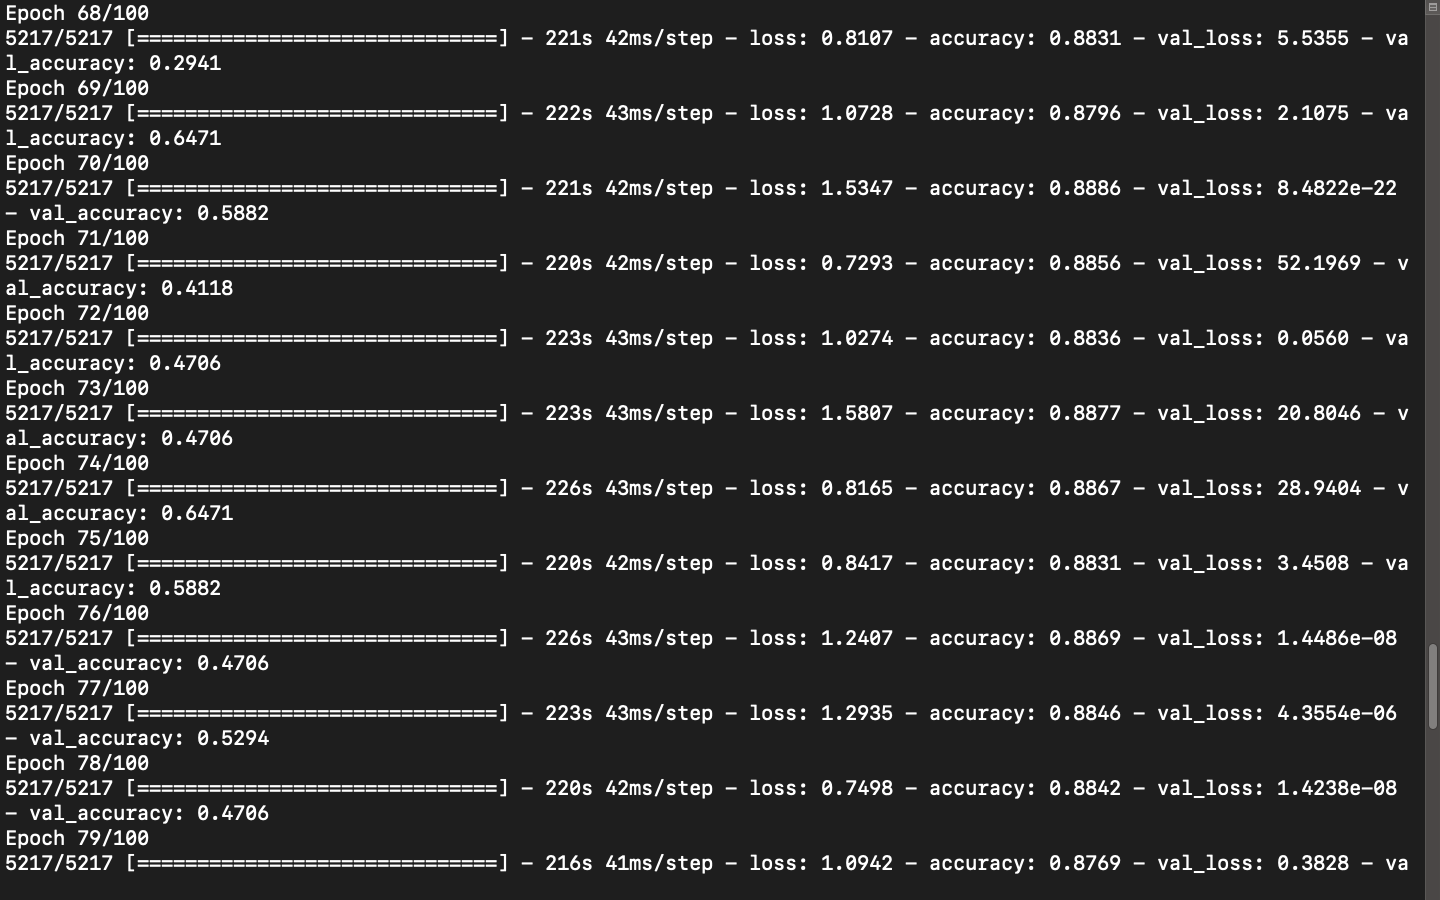 Epoch 68/100
5217/5217 [==============================] - 221s 42ms/step - loss: 0.8107 - accuracy: 0.8831 - val_loss: 5.5355 - va
l_accuracy: 0.2941
Epoch 69/100
5217/5217 [==============================] - 222s 43ms/step - loss: 1.0728 - accuracy: 0.8796 - val_loss: 2.1075 - va
l_accuracy: 0.6471
Epoch 70/100
5217/5217 [==============================] - 221s 42ms/step - loss: 1.5347 - accuracy: 0.8886 - val_loss: 8.4822e-22
- val_accuracy: 0.5882
Epoch 71/100
5217/5217 [==============================] - 220s 42ms/step - loss: 0.7293 - accuracy: 0.8856 - val_loss: 52.1969 - v
al_accuracy: 0.4118
Epoch 72/100
5217/5217 [==============================] - 223s 43ms/step - loss: 1.0274 - accuracy: 0.8836 - val_loss: 0.0560 - va
l_accuracy: 0.4706
Epoch 73/100
5217/5217 [==============================] - 223s 43ms/step - loss: 1.5807 - accuracy: 0.8877 - val_loss: 20.8046 - v
al_accuracy: 0.4706
Epoch 74/100
5217/5217 [==============================] - 226s 43ms/step - loss: 0.8165 - accuracy: 0.8867 - val_loss: 28.9404 - v
al_accuracy: 0.6471
Epoch 75/100
5217/5217 [==============================] - 220s 42ms/step - loss: 0.8417 - accuracy: 0.8831 - val_loss: 3.4508 - va
l_accuracy: 0.5882
Epoch 76/100
5217/5217 [==============================] - 226s 43ms/step - loss: 1.2407 - accuracy: 0.8869 - val_loss: 1.4486e-08
- val_accuracy: 0.4706
Epoch 77/100
5217/5217 [==============================] - 223s 43ms/step - loss: 1.2935 - accuracy: 0.8846 - val_loss: 4.3554e-06
- val_accuracy: 0.5294
Epoch 78/100
5217/5217 [==============================] - 220s 42ms/step - loss: 0.7498 - accuracy: 0.8842 - val_loss: 1.4238e-08
- val_accuracy: 0.4706
Epoch 79/100
5217/5217 [==============================] - 216s 41ms/step - loss: 1.0942 - accuracy: 0.8769 - val_loss: 0.3828 - va